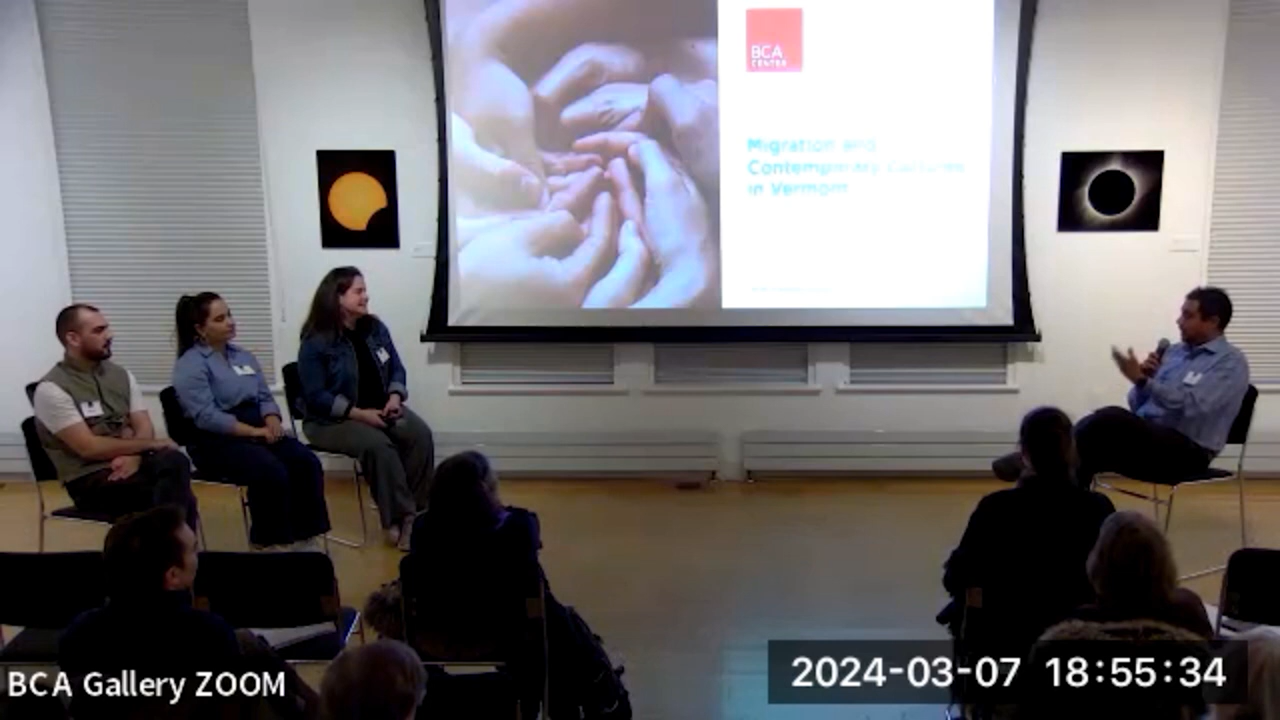 BCA
CENTER
Migration and
Contemporary Cultures
in Vermont
BCA Gallery ZOOM
2024-03-07 18:55:34